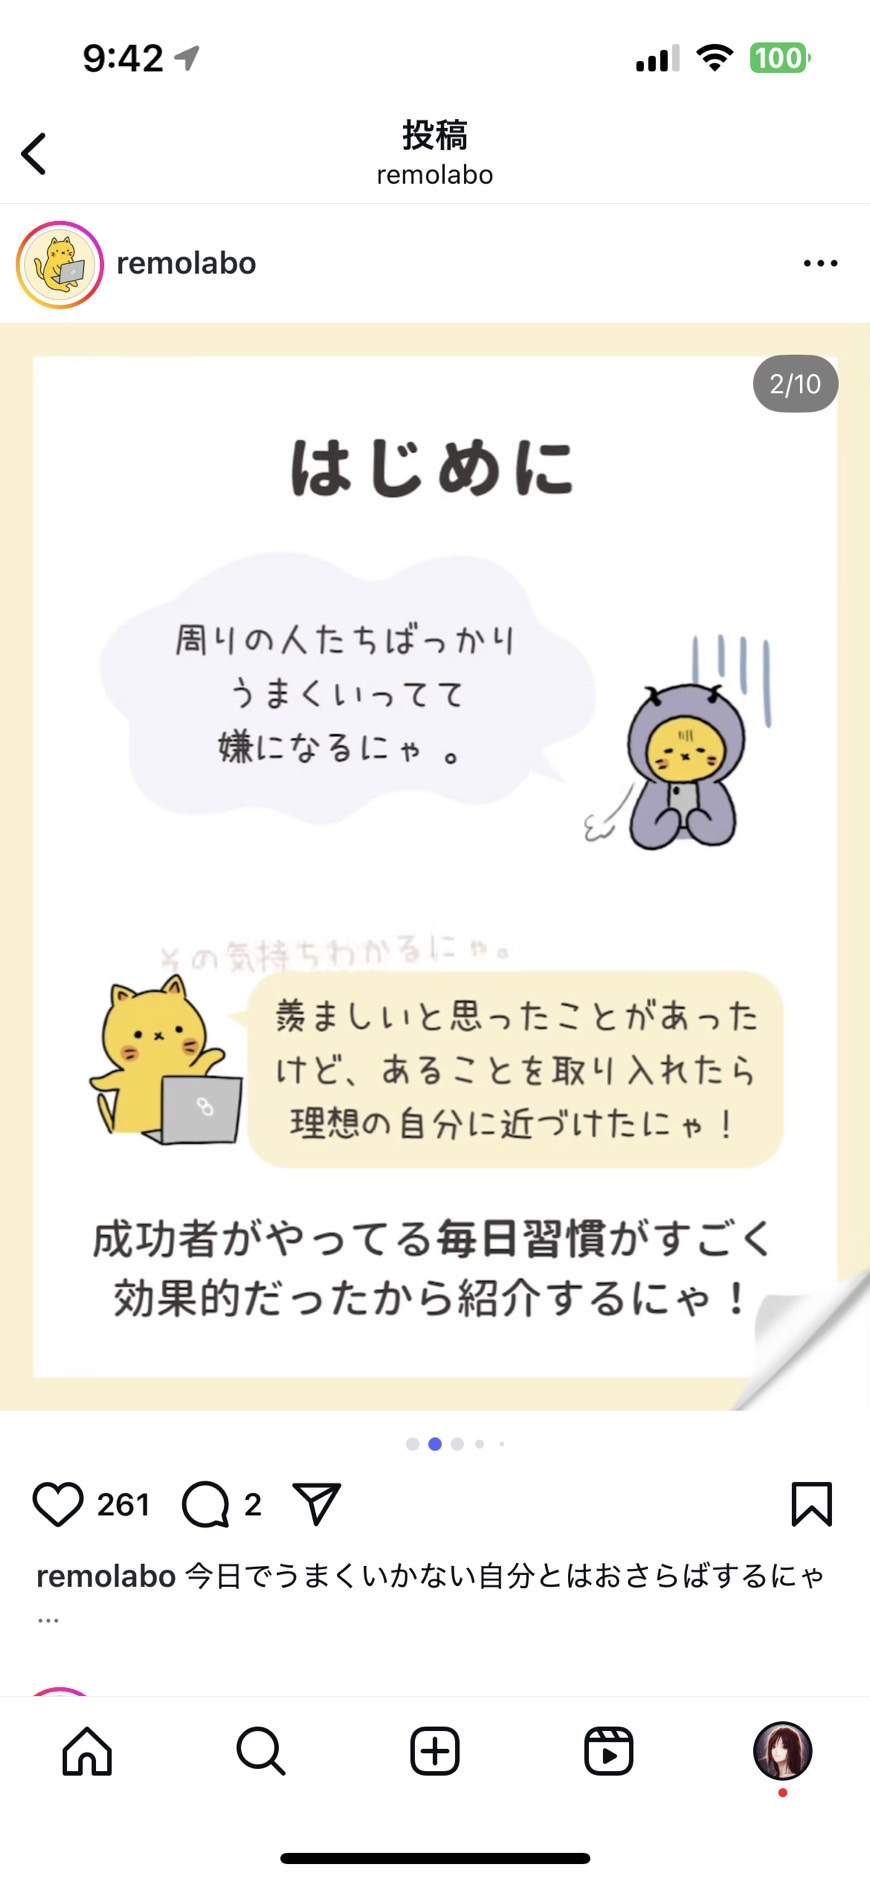 9:42
100
投稿
remolabo
remolabo
2/10
はじめに
周りの人たちばっかり
うまくいってて
嫌になるにゃ 。
その気持ちわかるにゃ。
羨ましいと思ったことがあった
けど、あることを取り入れたら
理想の自分に近づけたにゃ！
成功者がやってる毎日習慣がすごく
効果的だったから紹介するにゃ！
261
2
remolabo 今日でうまくいかない自分とはおさらばするにゃ
...